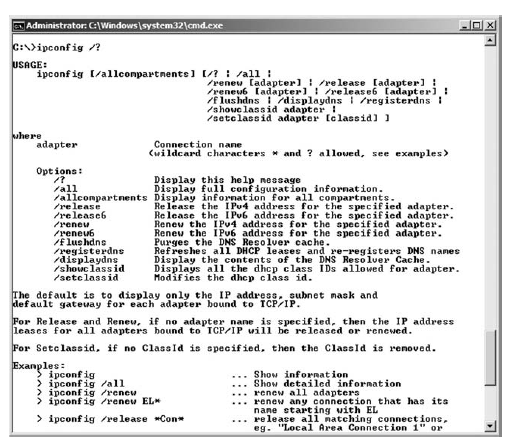 Administrator: C:\Windows\system32\cmd.exe
C:\>ipconfig /?
USAGE:
ipconfig [/allcompartments] [/? | /all |
/renew [adapter] | /release [adapter] |
/renew6 [adapter] | /release6 [adapter] |
/flushdns | /displaydns | /registerdns |
/showclassid adapter |
/setclassid adapter [classid] ]
where
adapter Connection name
(wildcard characters * and ? allowed, see examples)
Options:
/? Display this help message
/all Display full configuration information.
/allcompartments Display information for all compartments.
/release Release the IPv4 address for the specified adapter.
/release6 Release the IPv6 address for the specified adapter.
/renew Renew the IPv4 address for the specified adapter.
/renew6 Renew the IPv6 address for the specified adapter.
/flushdns Purges the DNS Resolver cache.
/registerdns Refreshes all DHCP leases and re-registers DNS names
/displaydns Display the contents of the DNS Resolver Cache.
/showclassid Displays all the dhcp class IDs allowed for adapter.
/setclassid Modifies the dhcp class id.
The default is to display only the IP address, subnet mask and
default gateway for each adapter bound to TCP/IP.
For Release and Renew, if no adapter name is specified, then the IP address
leases for all adapters bound to TCP/IP will be released or renewed.
For Setclassid, if no ClassId is specified, then the ClassId is removed.
Examples:
> ipconfig ... Show information
> ipconfig /all ... Show detailed information
> ipconfig /renew ... renew all adapters
> ipconfig /renew EL* ... renew any connection that has its
name starting with EL
> ipconfig /release *Con* ... release all matching connections,
eg. "Local Area Connection 1" or